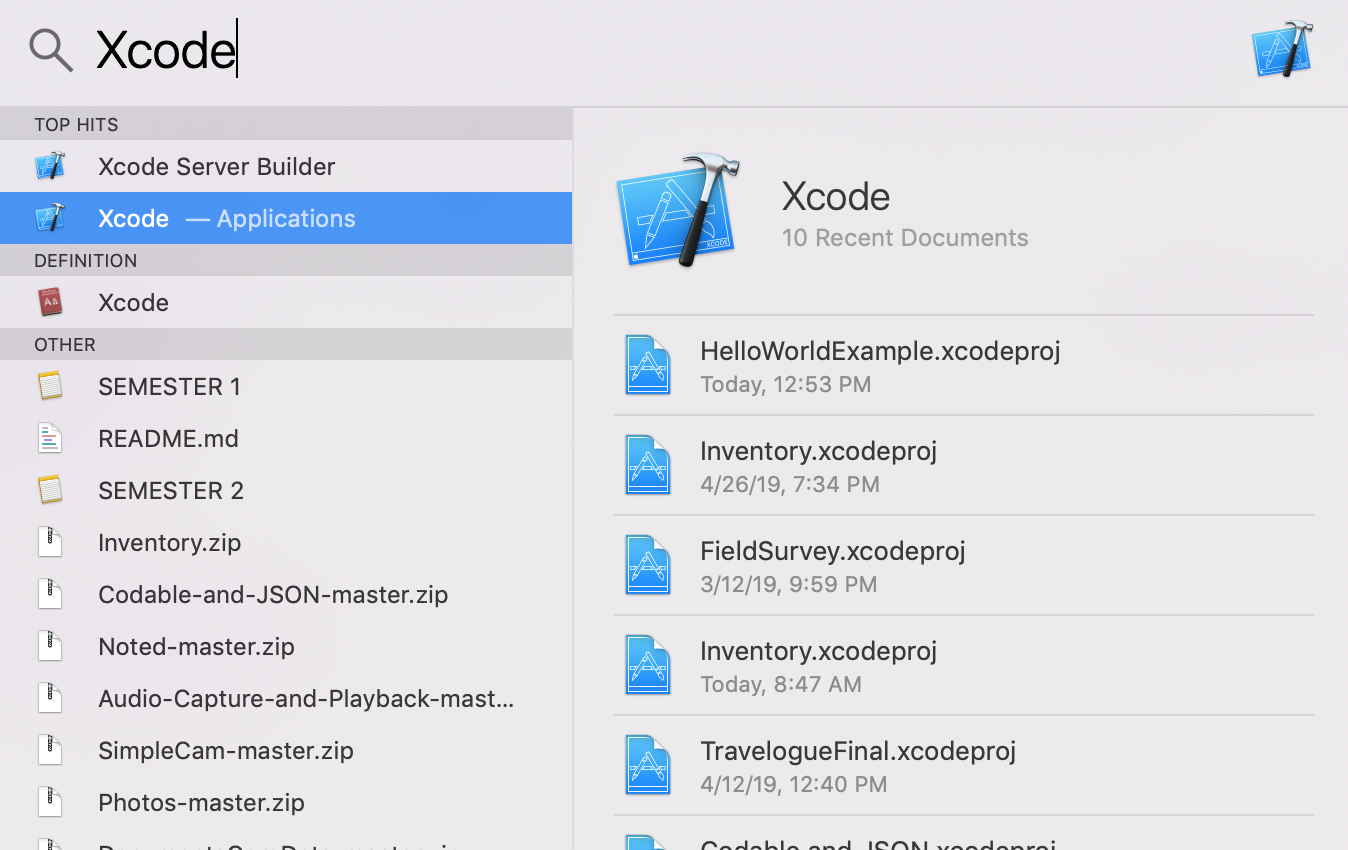 Xcode
TOP HITS
Xcode Server Builder
Xcode — Applications
DEFINITION
Xcode
OTHER
SEMESTER 1
README.md
SEMESTER 2
Inventory.zip
Codable-and-JSON-master.zip
Noted-master.zip
Audio-Capture-and-Playback-mast...
SimpleCam-master.zip
Photos-master.zip
Xcode
10 Recent Documents
HelloWorldExample.xcodeproj
Today, 12:53 PM
Inventory.xcodeproj
4/26/19, 7:34 PM
FieldSurvey.xcodeproj
3/12/19, 9:59 PM
Inventory.xcodeproj
Today, 8:47 AM
TravelogueFinal.xcodeproj
4/12/19, 12:40 PM
Codable-and-JSON.xcodeproj